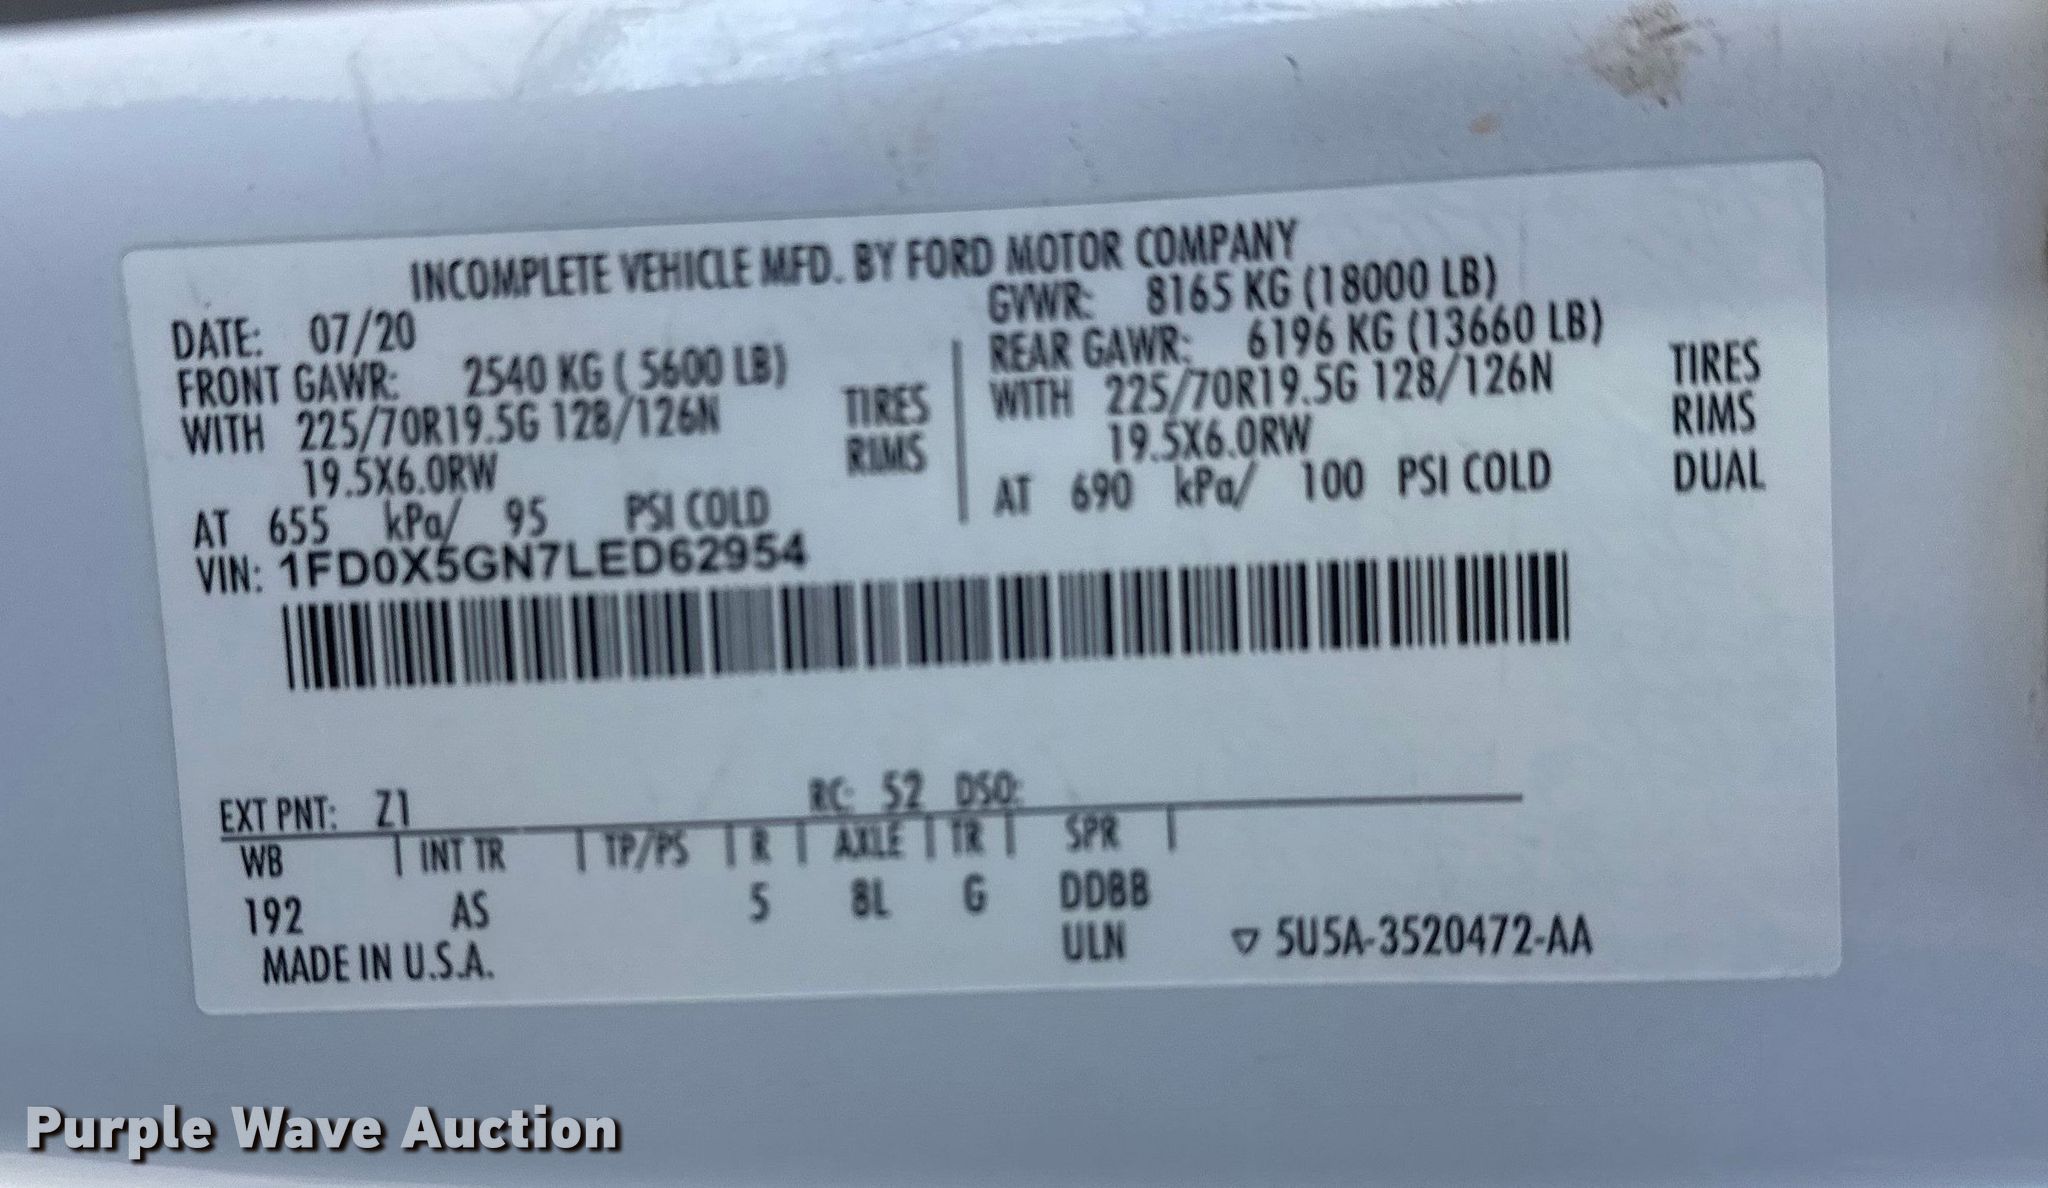 INCOMPLETE VEHICLE MFD. BY FORD MOTOR COMPANY
DATE: 07/20
GVWR: 8165 KG (18000 LB)
FRONT GAWR: 2540 KG ( 5600 LB)
REAR GAWR: 6196 KG (13660 LB)
WITH 225/70R19.5G 128/126N TIRES
WITH 225/70R19.5G 128/126N TIRES
19.5X6.0RW RIMS
19.5X6.0RW RIMS
AT 655 kPa/ 95 PSI COLD
AT 690 kPa/ 100 PSI COLD DUAL
VIN: 1FD0X5GN7LED62954
EXT PNT: Z1 RC: 52 DSO:
WB | INT TR | TP/PS | R | AXLE | TR | SPR |
192 AS 5 8L G DDBB
MADE IN U.S.A. ULN ▽ 5U5A-3520472-AA
Purple Wave Auction